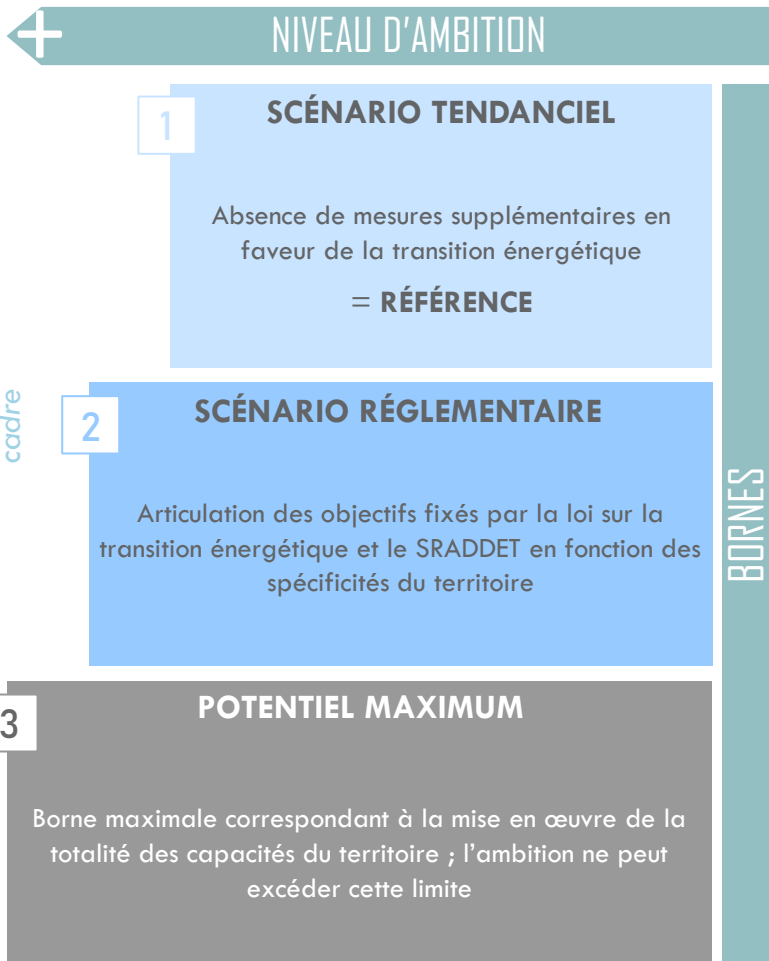 NIVEAU D'AMBITION
1
SCÉNARIO TENDANCIEL
Absence de mesures supplémentaires en
faveur de la transition énergétique
= RÉFÉRENCE
cadre
2
SCÉNARIO RÉGLEMENTAIRE
Articulation des objectifs fixés par la loi sur la
transition énergétique et le SRADDET en fonction des
spécificités du territoire
BORNES
3
POTENTIEL MAXIMUM
Borne maximale correspondant à la mise en œuvre de la
totalité des capacités du territoire ; l'ambition ne peut
excéder cette limite